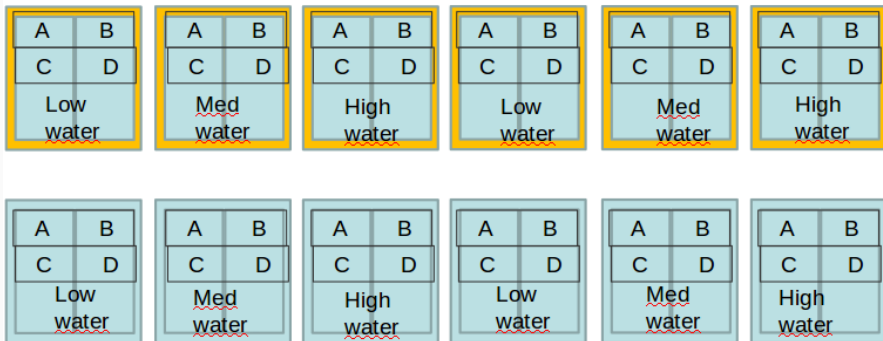 A B A B A B A B A B A B
C D C D C D C D C D C D
Low Med High Low Med High
water water water water water water
A B A B A B A B A B A B
C D C D C D C D C D C D
Low Med High Low Med High
water water water water water water